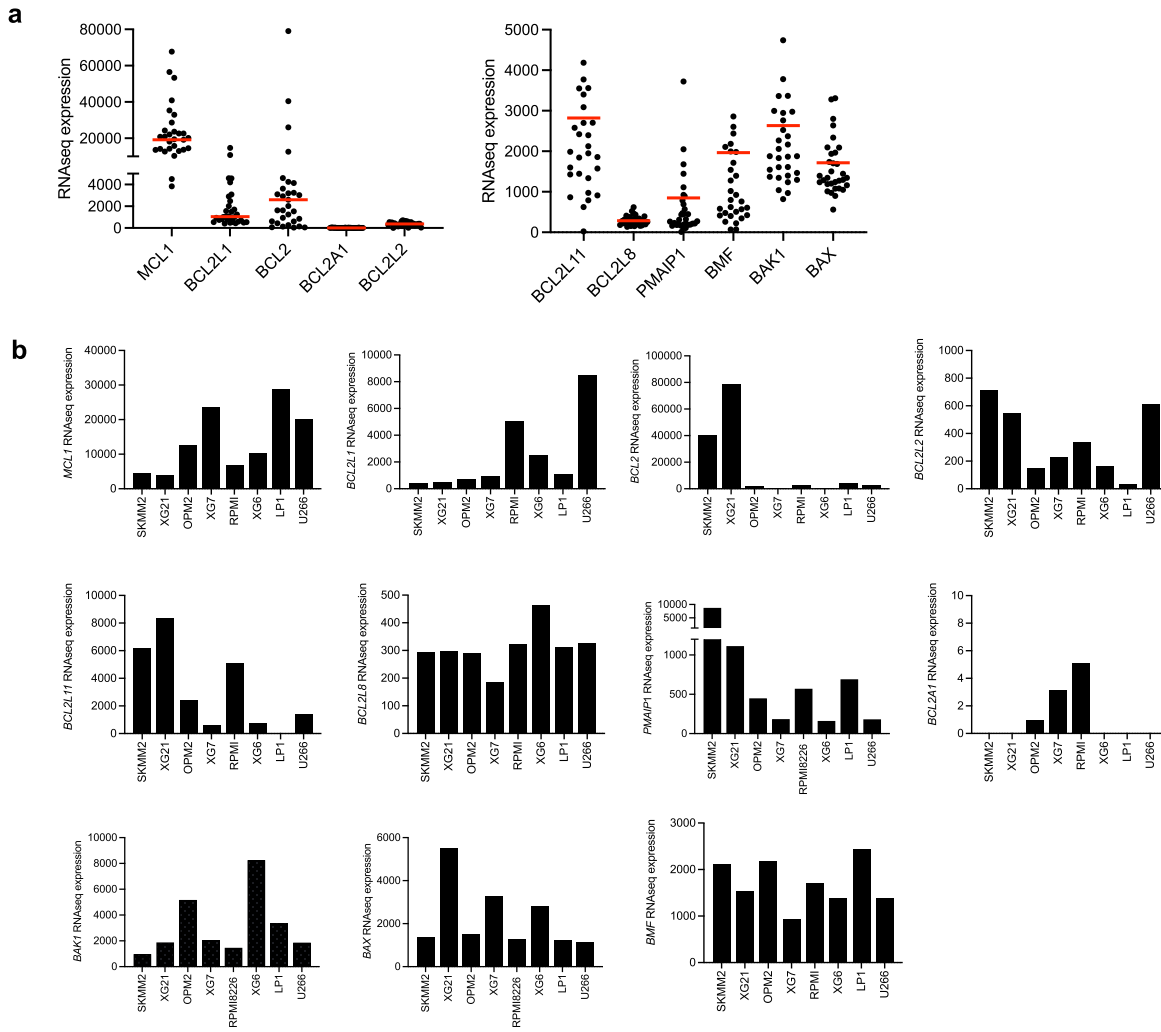 a
RNAseq expression
80000
60000
40000
20000
4000
2000
0
MCL1
BCL2L1
BCL2
BCL2A1
BCL2L2
RNAseq expression
5000
4000
3000
2000
1000
0
BCL2L11
BCL2L8
PMAIP1
BMF
BAK1
BAX
b
MCL1 RNAseq expression
40000
30000
20000
10000
0
SKMM2
XG21
OPM2
XG7
RPMI
XG6
LP1
U266
BCL2L1 RNAseq expression
10000
8000
6000
4000
2000
0
SKMM2
XG21
OPM2
XG7
RPMI
XG6
LP1
U266
BCL2 RNAseq expression
100000
80000
60000
40000
20000
0
SKMM2
XG21
OPM2
XG7
RPMI
XG6
LP1
U266
BCL2L2 RNAseq expression
1000
800
600
400
200
0
SKMM2
XG21
OPM2
XG7
RPMI
XG6
LP1
U266
BCL2L11 RNAseq expression
10000
8000
6000
4000
2000
0
SKMM2
XG21
OPM2
XG7
RPMI
XG6
LP1
U266
BCL2L8 RNAseq expression
500
400
300
200
100
0
SKMM2
XG21
OPM2
XG7
RPMI
XG6
LP1
U266
PMAIP1 RNAseq expression
10000
5000
1000
500
0
SKMM2
XG21
OPM2
XG7
RPMI8226
XG6
LP1
U266
BCL2A1 RNAseq expression
10
8
6
4
2
0
SKMM2
XG21
OPM2
XG7
RPMI
XG6
LP1
U266
BAK1 RNAseq expression
10000
8000
6000
4000
2000
0
SKMM2
XG21
OPM2
XG7
RPMI8226
XG6
LP1
U266
BAX RNAseq expression
6000
4000
2000
0
SKMM2
XG21
OPM2
XG7
RPMI8226
XG6
LP1
U266
BMF RNAseq expression
3000
2000
1000
0
SKMM2
XG21
OPM2
XG7
RPMI
XG6
LP1
U266